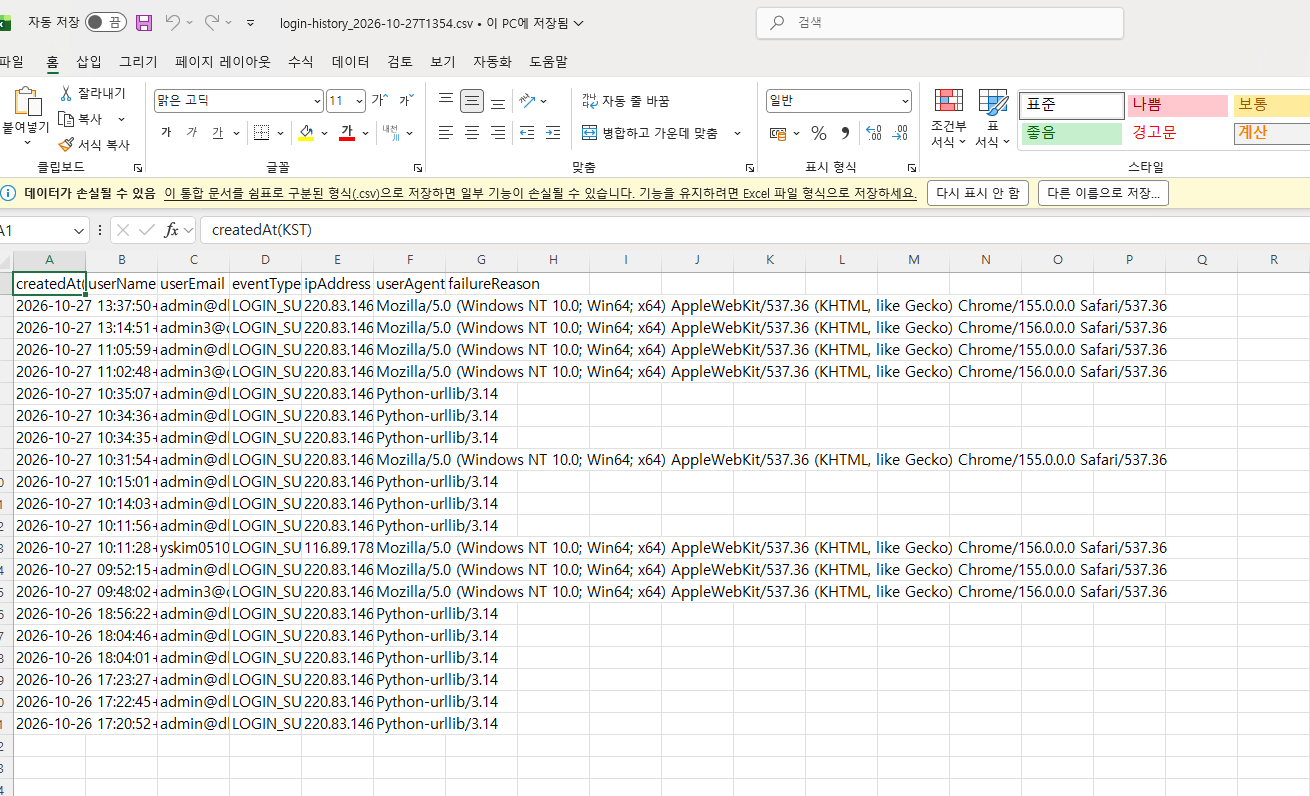 자동 저장 끔 login-history_2026-10-27T1354.csv • 이 PC에 저장됨 검색
파일 홈 삽입 그리기 페이지 레이아웃 수식 데이터 검토 보기 자동화 도움말
붙여넣기 잘라내기 복사 서식 복사
맑은 고딕 11 가 가
가 가 가 가 내천
자동 줄 바꿈
병합하고 가운데 맞춤
일반
% 9 .00
조건부 서식 표 서식
표준 나쁨 보통
좋음 경고문 계산
클립보드 글꼴 맞춤 표시 형식 스타일
데이터가 손실될 수 있음 이 통합 문서를 쉼표로 구분된 형식(.csv)으로 저장하면 일부 기능이 손실될 수 있습니다. 기능을 유지하려면 Excel 파일 형식으로 저장하세요. 다시 표시 안 함 다른 이름으로 저장...
A1 fx createdAt(KST)
A B C D E F G H I J K L M N O P Q R
createdAt( userName userEmail eventType ipAddress userAgent failureReason
2026-10-27 13:37:50+ admin@dl LOGIN_SU 220.83.146 Mozilla/5.0 (Windows NT 10.0; Win64; x64) AppleWebKit/537.36 (KHTML, like Gecko) Chrome/155.0.0.0 Safari/537.36
2026-10-27 13:14:51+ admin3@ LOGIN_SU 220.83.146 Mozilla/5.0 (Windows NT 10.0; Win64; x64) AppleWebKit/537.36 (KHTML, like Gecko) Chrome/156.0.0.0 Safari/537.36
2026-10-27 11:05:59+ admin@dl LOGIN_SU 220.83.146 Mozilla/5.0 (Windows NT 10.0; Win64; x64) AppleWebKit/537.36 (KHTML, like Gecko) Chrome/155.0.0.0 Safari/537.36
2026-10-27 11:02:48+ admin3@ LOGIN_SU 220.83.146 Mozilla/5.0 (Windows NT 10.0; Win64; x64) AppleWebKit/537.36 (KHTML, like Gecko) Chrome/156.0.0.0 Safari/537.36
2026-10-27 10:35:07+ admin@dl LOGIN_SU 220.83.146 Python-urllib/3.14
2026-10-27 10:34:36+ admin@dl LOGIN_SU 220.83.146 Python-urllib/3.14
2026-10-27 10:34:35+ admin@dl LOGIN_SU 220.83.146 Python-urllib/3.14
2026-10-27 10:31:54+ admin@dl LOGIN_SU 220.83.146 Mozilla/5.0 (Windows NT 10.0; Win64; x64) AppleWebKit/537.36 (KHTML, like Gecko) Chrome/155.0.0.0 Safari/537.36
2026-10-27 10:15:01+ admin@dl LOGIN_SU 220.83.146 Python-urllib/3.14
2026-10-27 10:14:03+ admin@dl LOGIN_SU 220.83.146 Python-urllib/3.14
2026-10-27 10:11:56+ admin@dl LOGIN_SU 220.83.146 Python-urllib/3.14
2026-10-27 10:11:28+ yskim0510 LOGIN_SU 116.89.178 Mozilla/5.0 (Windows NT 10.0; Win64; x64) AppleWebKit/537.36 (KHTML, like Gecko) Chrome/156.0.0.0 Safari/537.36
2026-10-27 09:52:15+ admin@dl LOGIN_SU 220.83.146 Mozilla/5.0 (Windows NT 10.0; Win64; x64) AppleWebKit/537.36 (KHTML, like Gecko) Chrome/155.0.0.0 Safari/537.36
2026-10-27 09:48:02+ admin3@ LOGIN_SU 220.83.146 Mozilla/5.0 (Windows NT 10.0; Win64; x64) AppleWebKit/537.36 (KHTML, like Gecko) Chrome/156.0.0.0 Safari/537.36
2026-10-26 18:56:22+ admin@dl LOGIN_SU 220.83.146 Python-urllib/3.14
2026-10-26 18:04:46+ admin@dl LOGIN_SU 220.83.146 Python-urllib/3.14
2026-10-26 18:04:01+ admin@dl LOGIN_SU 220.83.146 Python-urllib/3.14
2026-10-26 17:23:27+ admin@dl LOGIN_SU 220.83.146 Python-urllib/3.14
2026-10-26 17:22:45+ admin@dl LOGIN_SU 220.83.146 Python-urllib/3.14
2026-10-26 17:20:52+ admin@dl LOGIN_SU 220.83.146 Python-urllib/3.14